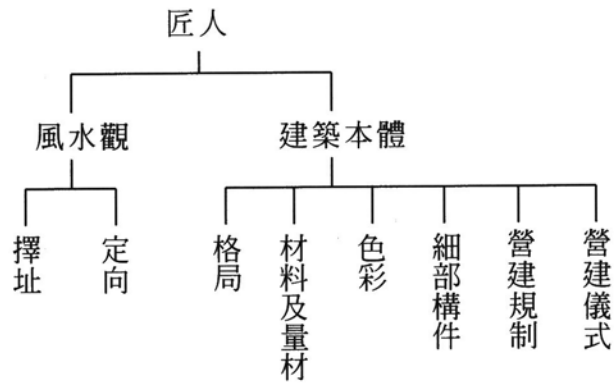 匠人
風水觀
建築本體
擇址
定向
格局
材料及量材
色彩
細部構件
營建規制
營建儀式